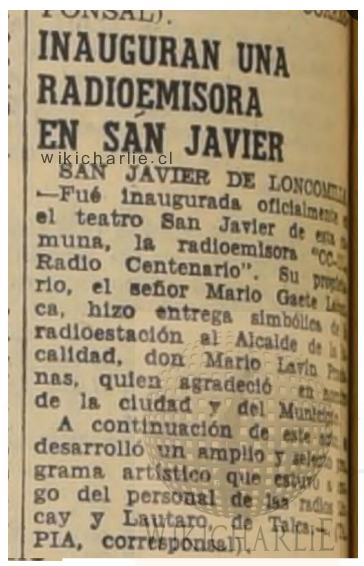 PONSAL).
INAUGURAN UNA
RADIOEMISORA
EN SAN JAVIER
wikicharlie.cl
SAN JAVIER DE LONCOMILLA
—Fué inaugurada oficialmente
el teatro San Javier de esta
muna, la radioemisora "CC-
Radio Centenario". Su
rio, el señor Mario Gaete
ca, hizo entrega simbólica de
radioestación al Alcalde de la
calidad, don Mario Lavín
nas, quien agradeció en
de la ciudad y del
A continuación de este
desarrolló un amplio y
grama artístico que estuvo a
go del personal de las radios
cay y Lautaro, de Talca.—
PIA, corresponsal).
WIKICHARLIE